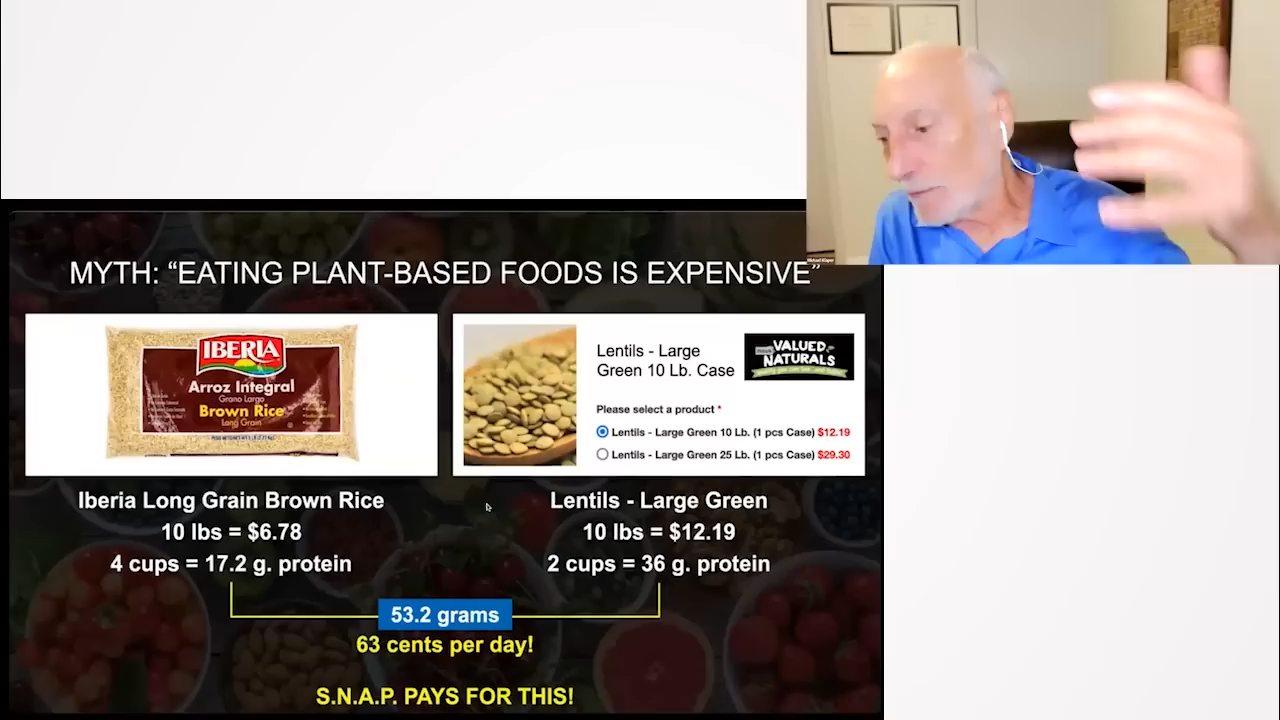 Michael Klaper
MYTH: “EATING PLANT-BASED FOODS IS EXPENSIVE”
IBERIA
Arroz Integral
Grano Largo
Brown Rice
Long Grain
Lentils - Large
Green 10 Lb. Case
VALUED
NATURALS
Please select a product *
Lentils - Large Green 10 Lb. (1 pcs Case) $12.19
Lentils - Large Green 25 Lb. (1 pcs Case) $29.30
Iberia Long Grain Brown Rice
10 lbs = $6.78
4 cups = 17.2 g. protein
Lentils - Large Green
10 lbs = $12.19
2 cups = 36 g. protein
53.2 grams
63 cents per day!
S.N.A.P. PAYS FOR THIS!